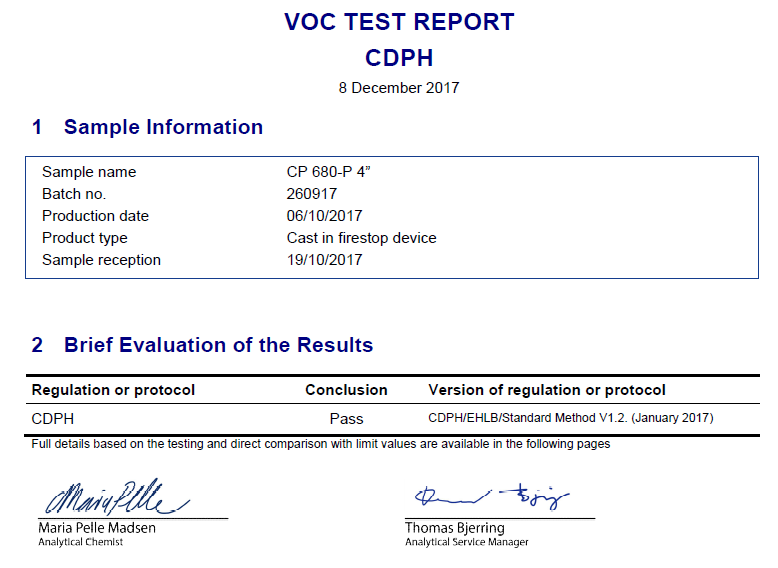 VOC TEST REPORT
CDPH
8 December 2017
1 Sample Information
Sample name CP 680-P 4”
Batch no. 260917
Production date 06/10/2017
Product type Cast in firestop device
Sample reception 19/10/2017
2 Brief Evaluation of the Results
Regulation or protocol Conclusion Version of regulation or protocol
CDPH Pass CDPH/EHLB/Standard Method V1.2. (January 2017)
Full details based on the testing and direct comparison with limit values are available in the following pages
Maria Pelle
Maria Pelle Madsen Thomas Bjerring
Analytical Chemist Analytical Service Manager